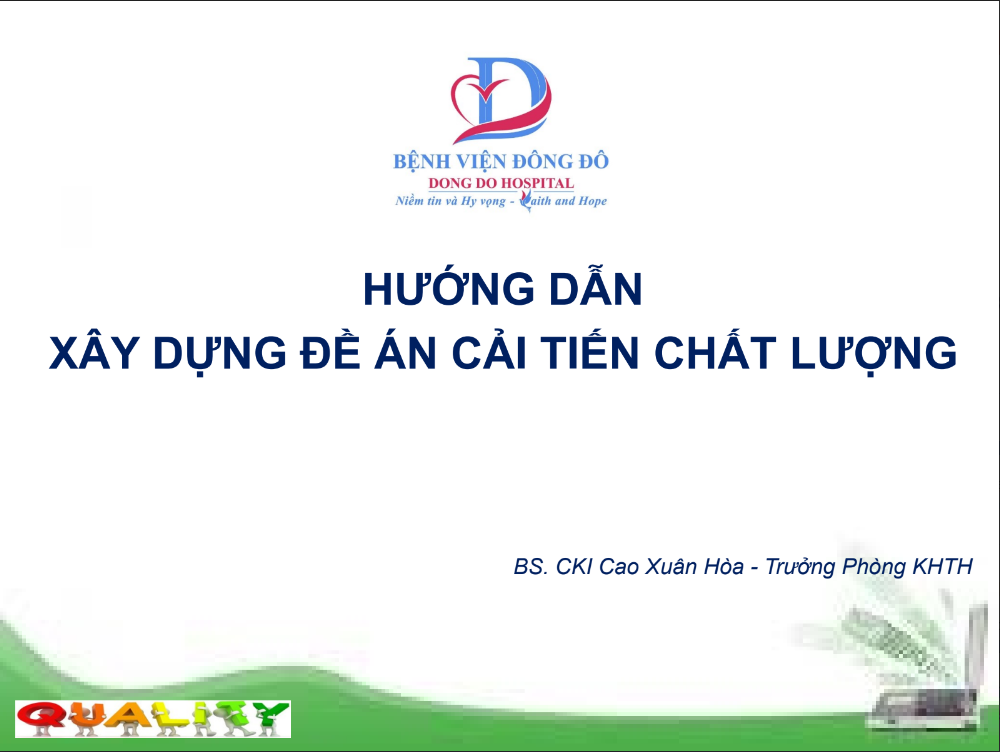 BỆNH VIỆN ĐÔNG ĐÔ
DONG DO HOSPITAL
Niềm tin và Hy vọng - Faith and Hope
HƯỚNG DẪN
XÂY DỰNG ĐỀ ÁN CẢI TIẾN CHẤT LƯỢNG
BS. CKI Cao Xuân Hòa - Trưởng Phòng KHTH
QUALITY